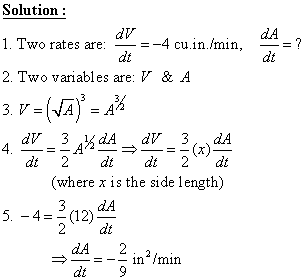 Solution :
1. Two rates are: dV/dt = −4 cu.in./min, dA/dt = ?
2. Two variables are: V & A
3. V = (√A)³ = A^(3/2)
4. dV/dt = 3/2 A^(1/2) dA/dt ⇒ dV/dt = 3/2 (x) dA/dt
(where x is the side length)
5. −4 = 3/2 (12) dA/dt
⇒ dA/dt = −2/9 in²/min